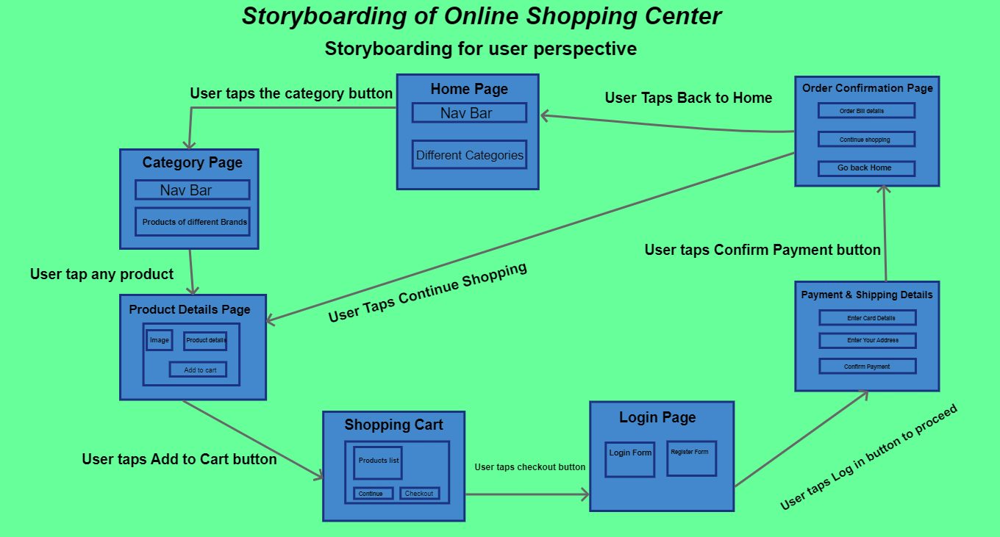 Storyboarding of Online Shopping Center
Storyboarding for user perspective
User taps the category button
Home Page
Nav Bar
Different Categories
User Taps Back to Home
Order Confirmation Page
Order Bill details
Continue shopping
Go back Home
Category Page
Nav Bar
Products of different Brands
User tap any product
User Taps Continue Shopping
User taps Confirm Payment button
Product Details Page
Image
Product details
Add to cart
Payment & Shipping Details
Enter Card Details
Enter Your Address
Confirm Payment
User taps Add to Cart button
Shopping Cart
Products list
Continue
Checkout
User taps checkout button
Login Page
Login Form
Register Form
User taps Log in button to proceed